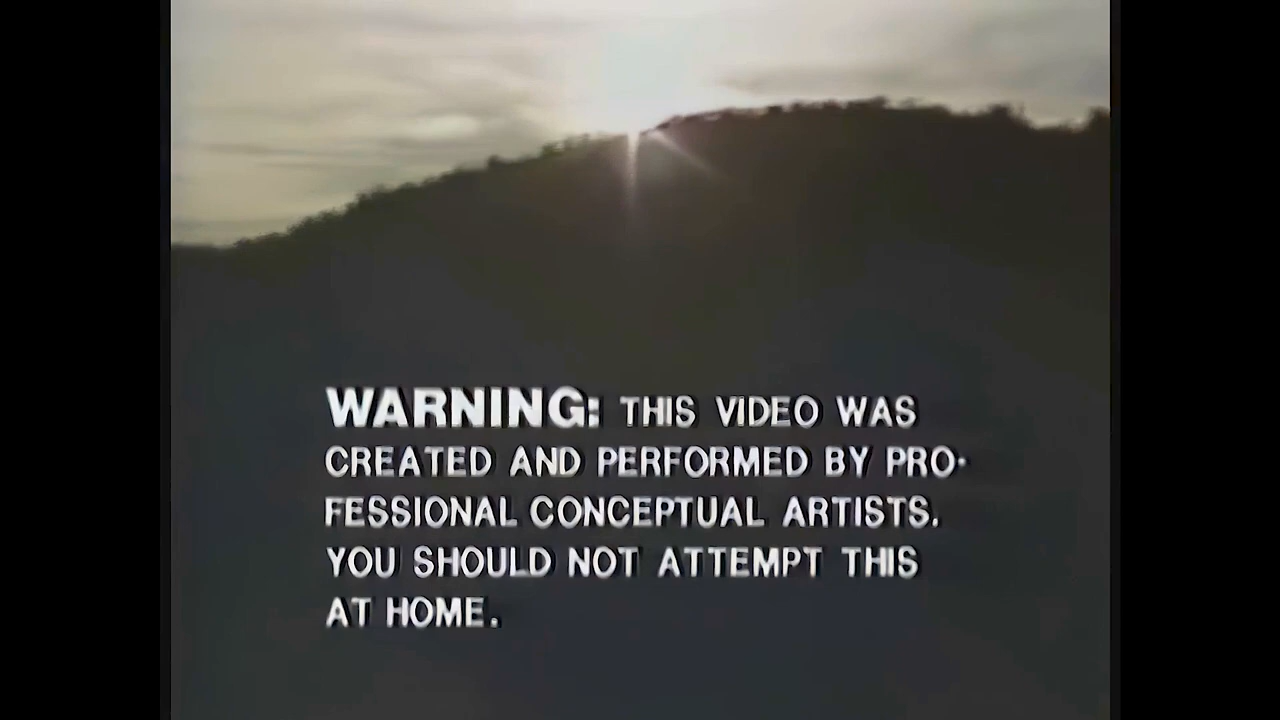 WARNING: THIS VIDEO WAS
CREATED AND PERFORMED BY PRO-
FESSIONAL CONCEPTUAL ARTISTS.
YOU SHOULD NOT ATTEMPT THIS
AT HOME.